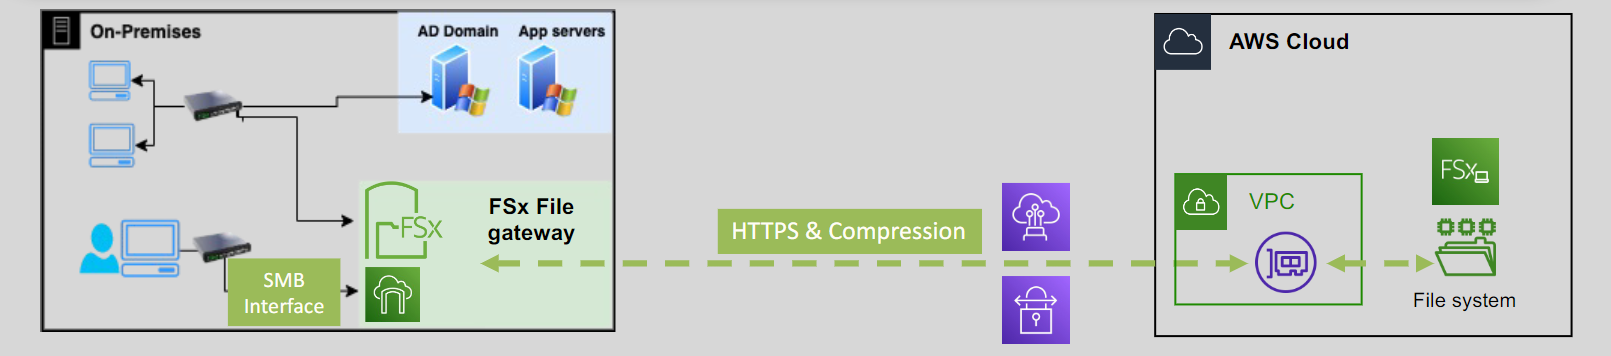 On-Premises
AD Domain
App servers
FSx File
gateway
FSx
SMB
Interface
HTTPS & Compression
AWS Cloud
VPC
FSx
File system